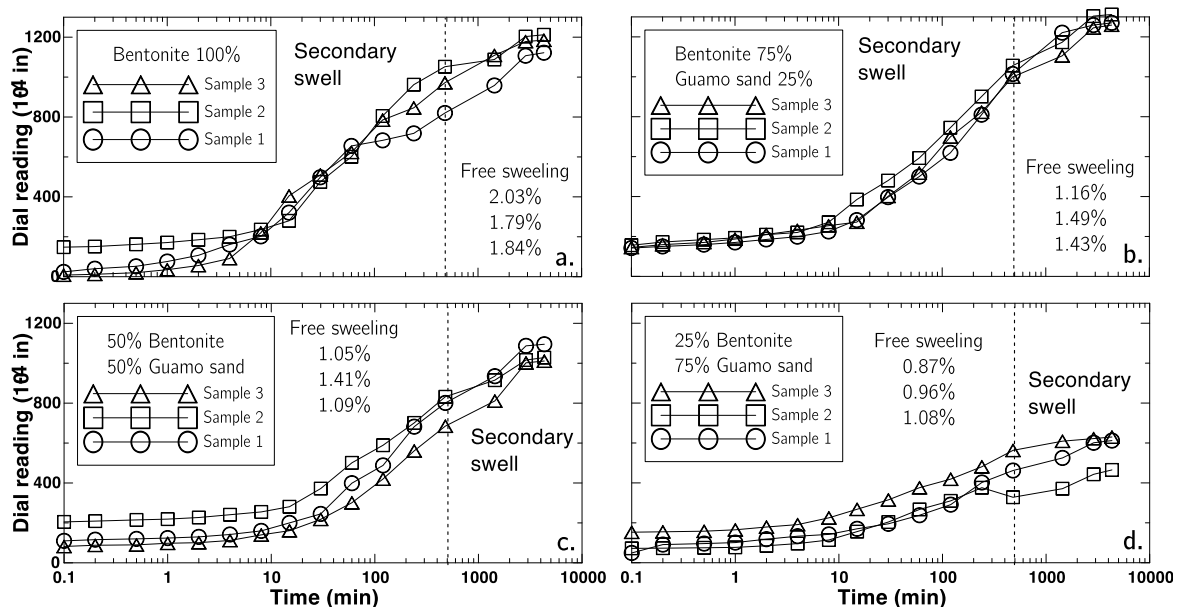 1200
800
400
0
Dial reading (10⁻⁴ in)
Bentonite 100%
Sample 3
Sample 2
Sample 1
Secondary
swell
Free sweeling
2.03%
1.79%
1.84%
a.
Bentonite 75%
Guamo sand 25%
Sample 3
Sample 2
Sample 1
Secondary
swell
Free sweeling
1.16%
1.49%
1.43%
b.
1200
800
400
0
Dial reading (10⁻⁴ in)
50% Bentonite
50% Guamo sand
Sample 3
Sample 2
Sample 1
Free sweeling
1.05%
1.41%
1.09%
Secondary
swell
c.
0.1 1 10 100 1000 10000
Time (min)
25% Bentonite
75% Guamo sand
Sample 3
Sample 2
Sample 1
Free sweeling
0.87%
0.96%
1.08%
Secondary
swell
d.
0.1 1 10 100 1000 10000
Time (min)